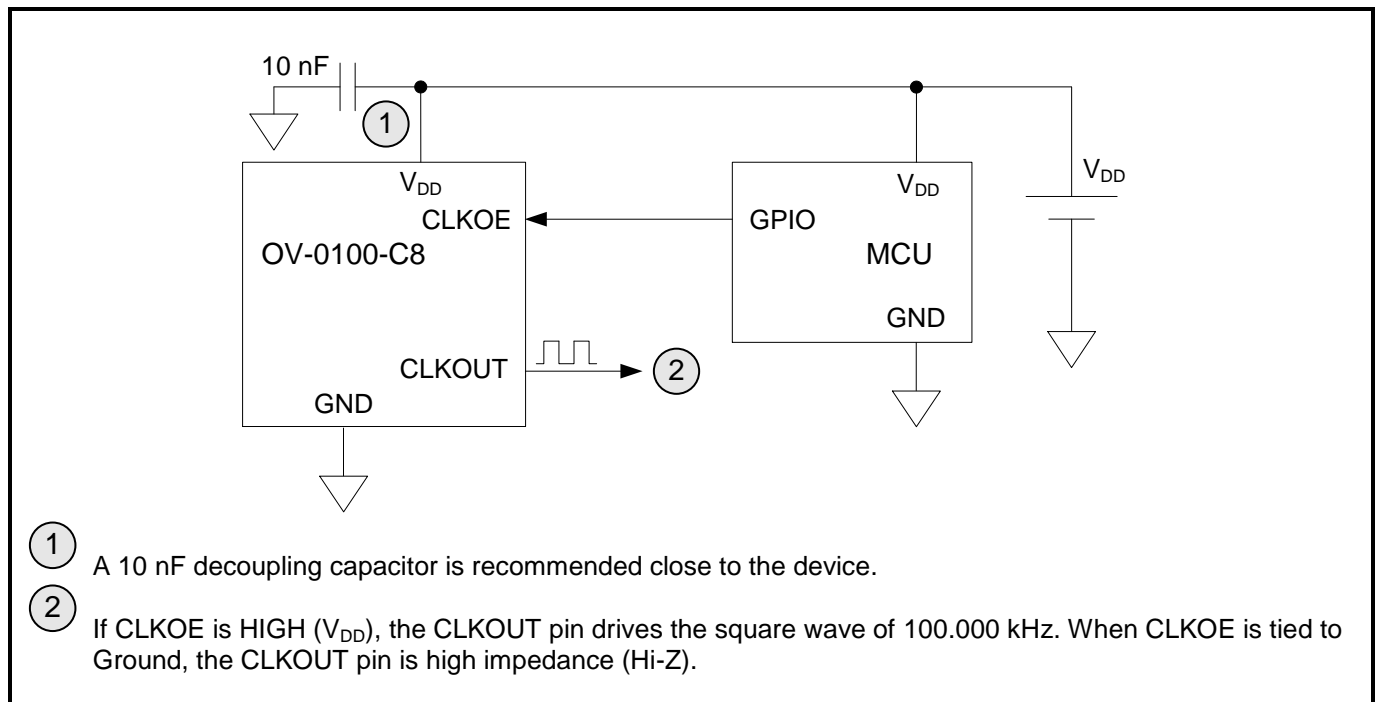 10 nF
1
V_DD
V_DD
V_DD
CLKOE
GPIO
OV-0100-C8
MCU
GND
CLKOUT
2
GND
1
A 10 nF decoupling capacitor is recommended close to the device.
2
If CLKOE is HIGH (V_DD), the CLKOUT pin drives the square wave of 100.000 kHz. When CLKOE is tied to
Ground, the CLKOUT pin is high impedance (Hi-Z).